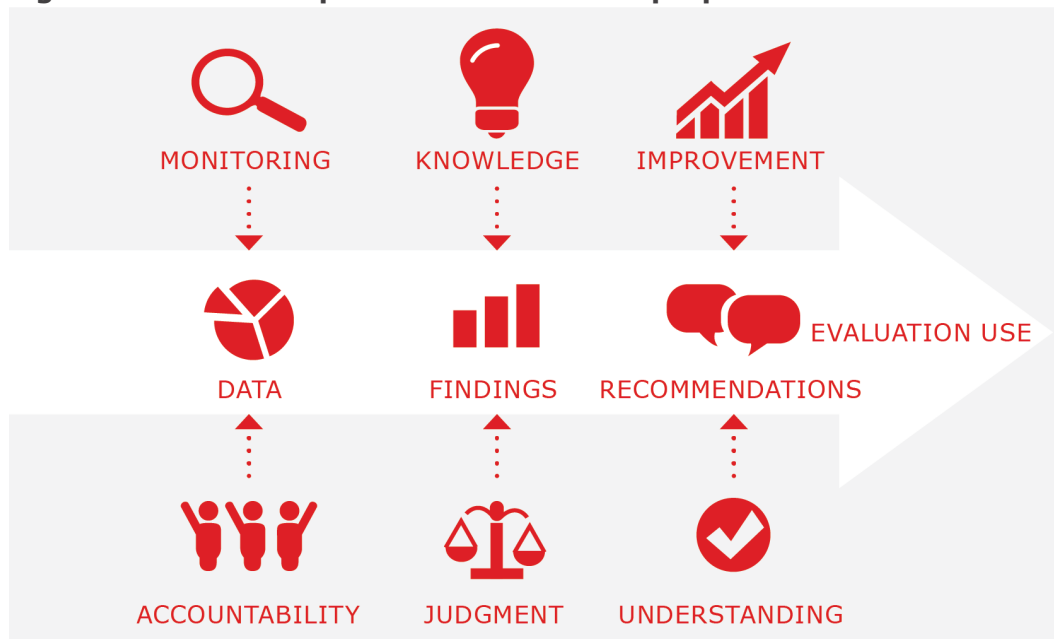 MONITORING KNOWLEDGE IMPROVEMENT
EVALUATION USE
DATA FINDINGS RECOMMENDATIONS
ACCOUNTABILITY JUDGMENT UNDERSTANDING